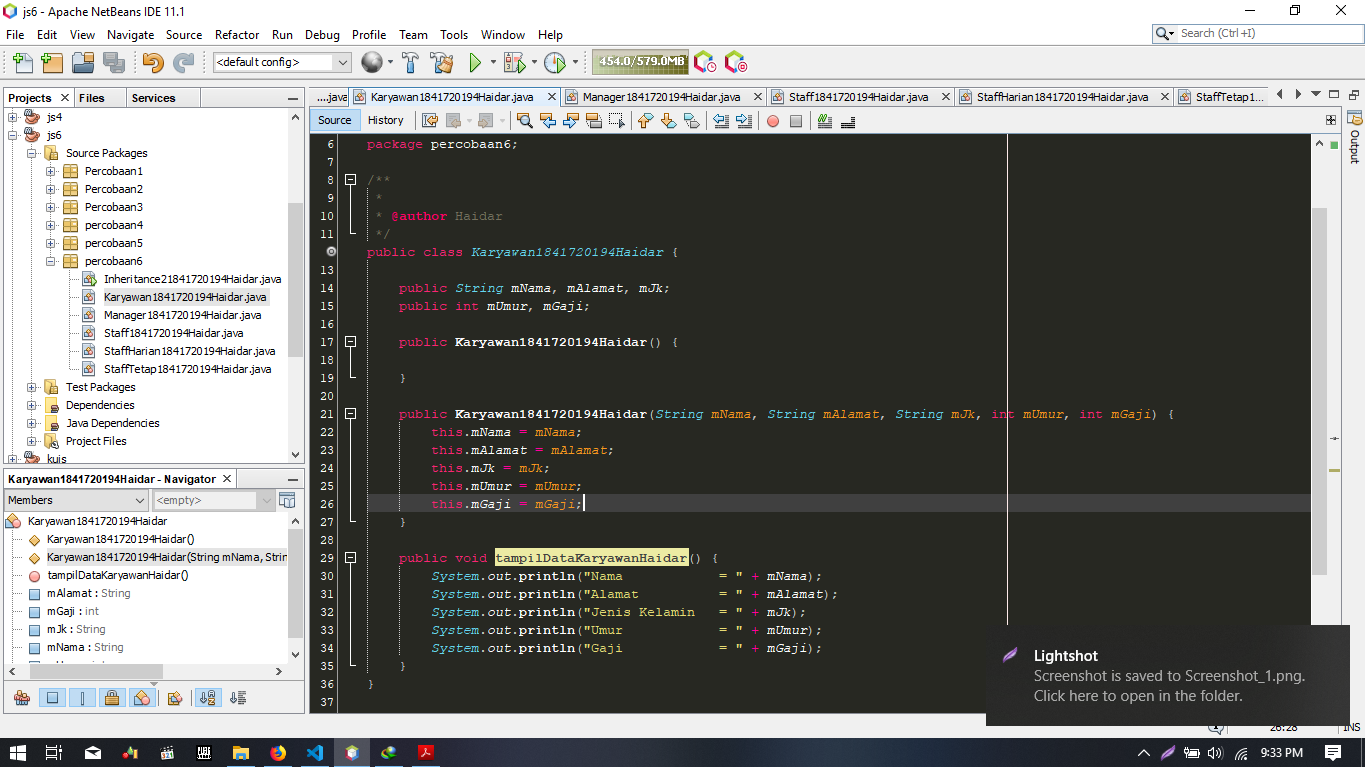 js6 - Apache NetBeans IDE 11.1
File Edit View Navigate Source Refactor Run Debug Profile Team Tools Window Help
Search (Ctrl+I)
<default config>
454.0/579.0MB
Projects Files Services
js4
js6
Source Packages
Percobaan1
Percobaan2
Percobaan3
percobaan4
percobaan5
percobaan6
Inheritance21841720194Haidar.java
Karyawan1841720194Haidar.java
Manager1841720194Haidar.java
Staff1841720194Haidar.java
StaffHarian1841720194Haidar.java
StaffTetap1841720194Haidar.java
Test Packages
Dependencies
Java Dependencies
Project Files
kuis
Karyawan1841720194Haidar - Navigator
Members <empty>
Karyawan1841720194Haidar
Karyawan1841720194Haidar()
Karyawan1841720194Haidar(String mNama, Strin
tampilDataKaryawanHaidar()
mAlamat : String
mGaji : int
mJk : String
mNama : String
....java Karyawan1841720194Haidar.java Manager1841720194Haidar.java Staff1841720194Haidar.java StaffHarian1841720194Haidar.java StaffTetap1...
Source History
Output
6 package percobaan6;
7
8 /**
9 *
10 * @author Haidar
11 */
public class Karyawan1841720194Haidar {
13
14 public String mNama, mAlamat, mJk;
15 public int mUmur, mGaji;
16
17 public Karyawan1841720194Haidar() {
18
19 }
20
21 public Karyawan1841720194Haidar(String mNama, String mAlamat, String mJk, int mUmur, int mGaji) {
22 this.mNama = mNama;
23 this.mAlamat = mAlamat;
24 this.mJk = mJk;
25 this.mUmur = mUmur;
26 this.mGaji = mGaji;
27 }
28
29 public void tampilDataKaryawanHaidar() {
30 System.out.println("Nama            = " + mNama);
31 System.out.println("Alamat          = " + mAlamat);
32 System.out.println("Jenis Kelamin   = " + mJk);
33 System.out.println("Umur            = " + mUmur);
34 System.out.println("Gaji            = " + mGaji);
35 }
36 }
37
Lightshot
Screenshot is saved to Screenshot_1.png.
Click here to open in the folder.
26:28 INS
9:33 PM